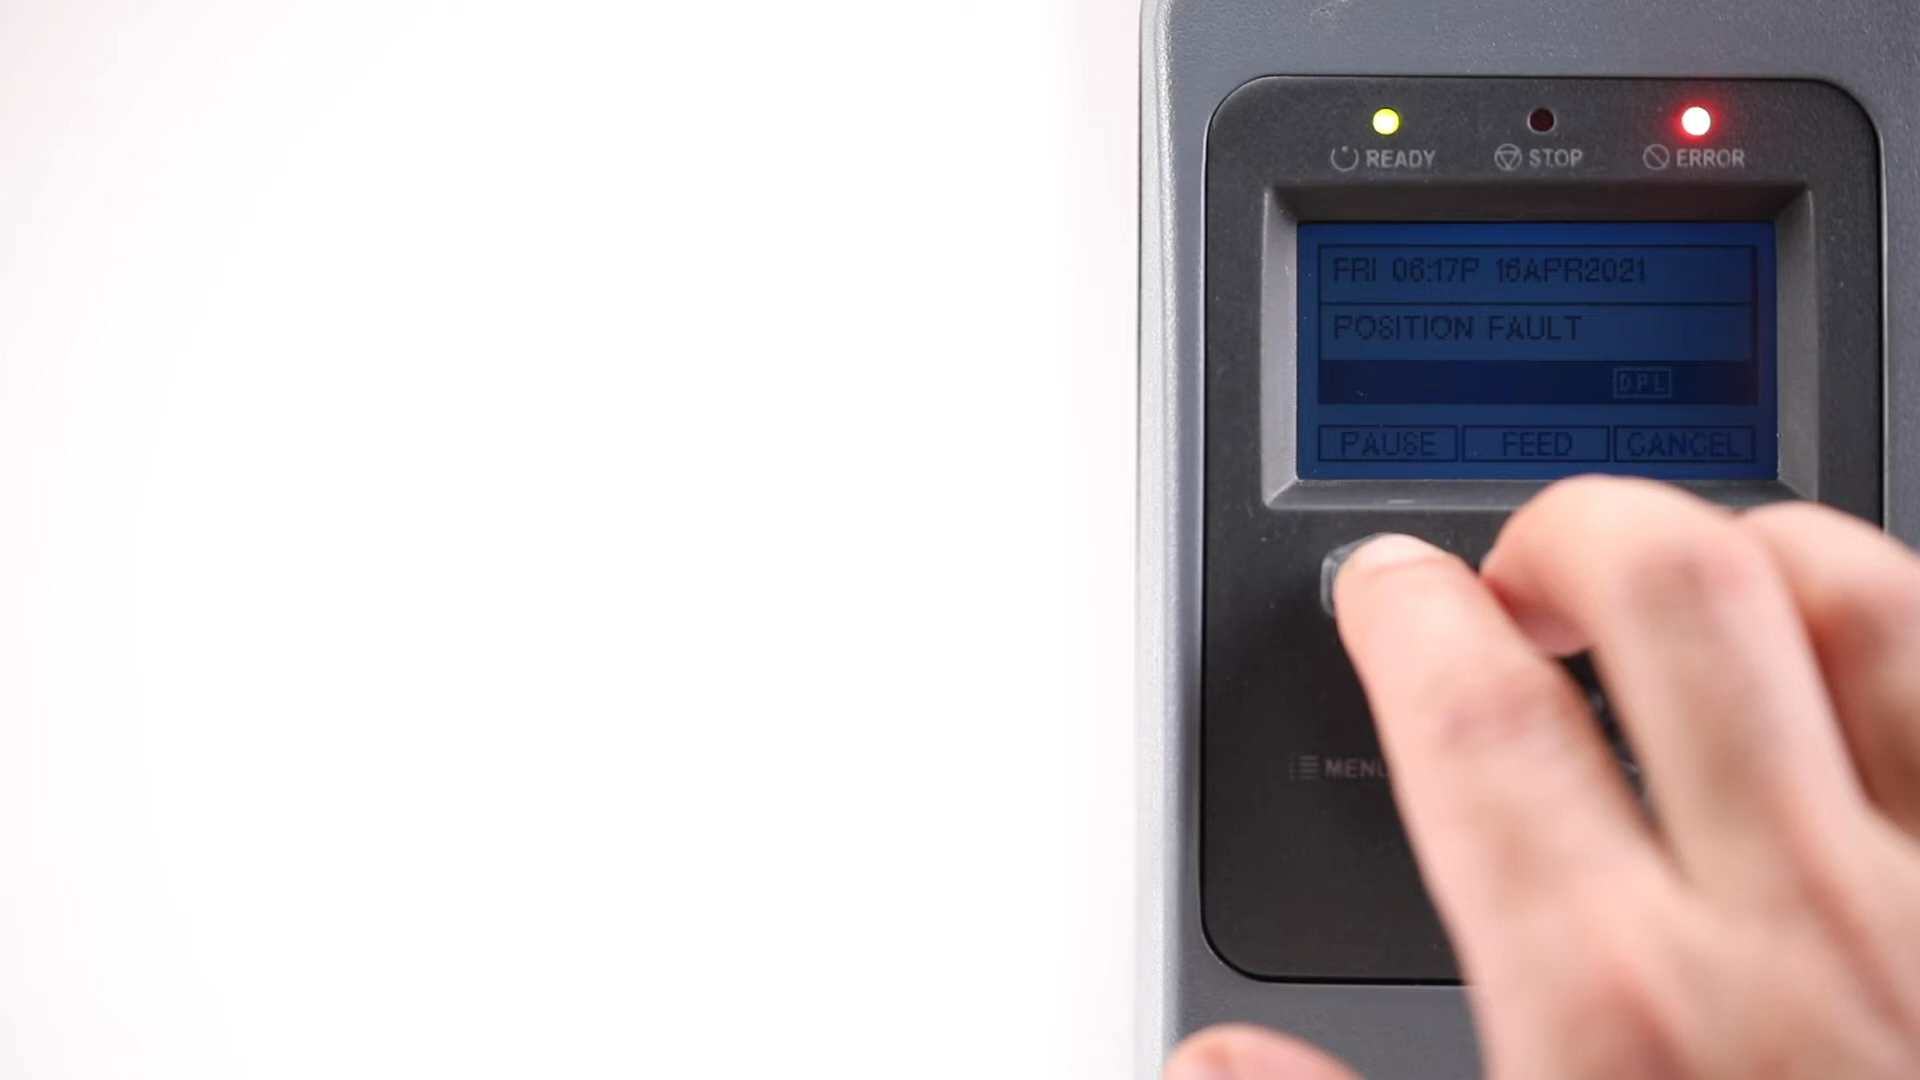 READY STOP ERROR
FRI 06:17P 16APR2021
POSITION FAULT
DPL
PAUSE FEED CANCEL
MENU